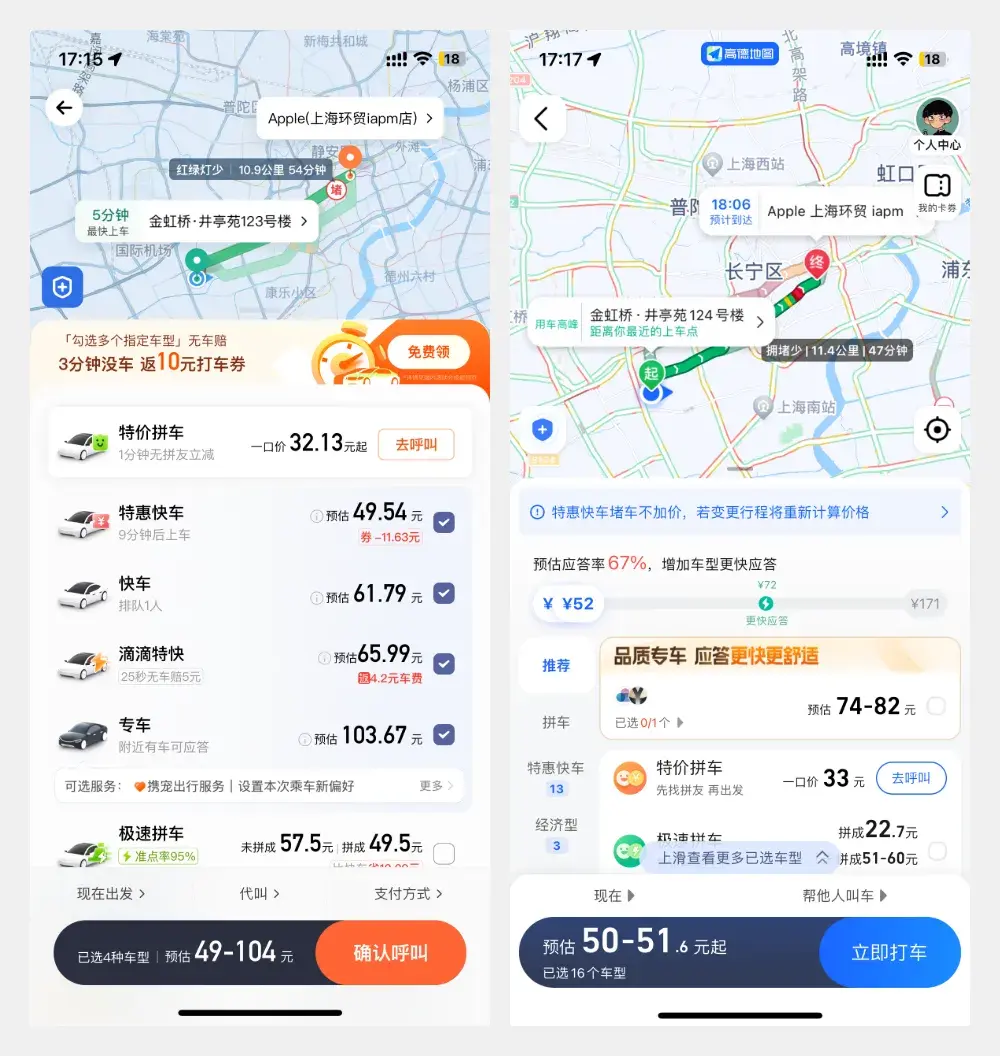 17:15
18
海棠苑
新梅共和城
杨浦区
普陀区
Apple(上海环贸iapm店)
静安
外滩
红绿灯少 10.9公里 54分钟
堵
5分钟
最快上车
金虹桥·井亭苑123号楼
国际机场
德州六村
康乐小区
「勾选多个指定车型」无车赔
3分钟没车 返10元打车券
免费领
特价拼车
1分钟无拼友立减
一口价 32.13元起
去呼叫
特惠快车
9分钟后上车
预估 49.54 元
券 -11.63元
快车
排队1人
预估 61.79 元
滴滴特快
25秒无车赔5元
预估65.99元
返4.2元车费
专车
附近有车可应答
预估 103.67 元
可选服务： 携宠出行服务 | 设置本次乘车新偏好
更多
极速拼车
准点率95%
未拼成 57.5元 拼成 49.5元
现在出发
代叫
支付方式
已选4种车型 | 预估 49-104 元
确认呼叫
17:17
高德地图
18
高境镇
北高架路
204
个人中心
上海西站
虹口
我的卡券
18:06
预计到达
Apple 上海环贸 iapm
普陀
长宁区
终
浦东
用车高峰
金虹桥·井亭苑 124 号楼
距离你最近的上车点
拥堵少 | 11.4公里 | 47分钟
起
上海南站
特惠快车堵车不加价，若变更行程将重新计算价格
预估应答率67%，增加车型更快应答
¥ ¥52
¥72
更快应答
¥171
推荐
品质专车 应答更快更舒适
已选0/1个
预估 74-82 元
拼车
特价拼车
先找拼友 再出发
一口价 33 元
去呼叫
特惠快车
13
经济型
3
极速拼车
拼成22.7元
拼成51-60元
上滑查看更多已选车型
现在
帮他人叫车
预估 50-51.6 元起
已选16个车型
立即打车